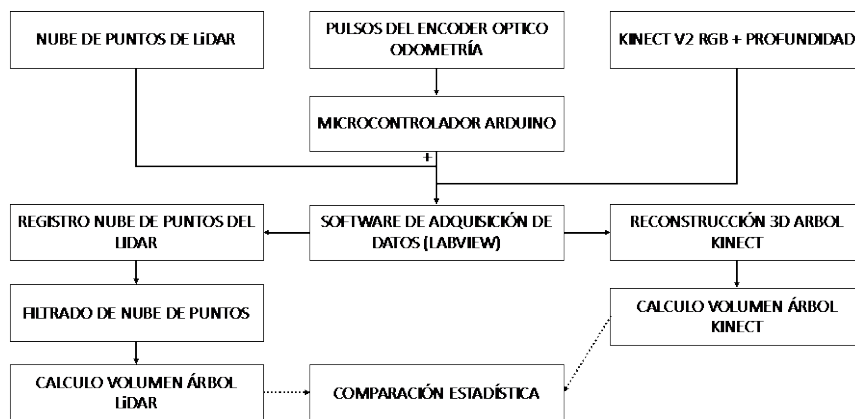 NUBE DE PUNTOS DE LiDAR
PULSOS DEL ENCODER OPTICO
ODOMETRÍA
KINECT V2 RGB + PROFUNDIDAD
MICROCONTROLADOR ARDUINO
+
REGISTRO NUBE DE PUNTOS DEL
LIDAR
SOFTWARE DE ADQUISICIÓN DE
DATOS (LABVIEW)
RECONSTRUCCIÓN 3D ARBOL
KINECT
FILTRADO DE NUBE DE PUNTOS
CALCULO VOLUMEN ÁRBOL
KINECT
CALCULO VOLUMEN ÁRBOL
LiDAR
COMPARACIÓN ESTADÍSTICA